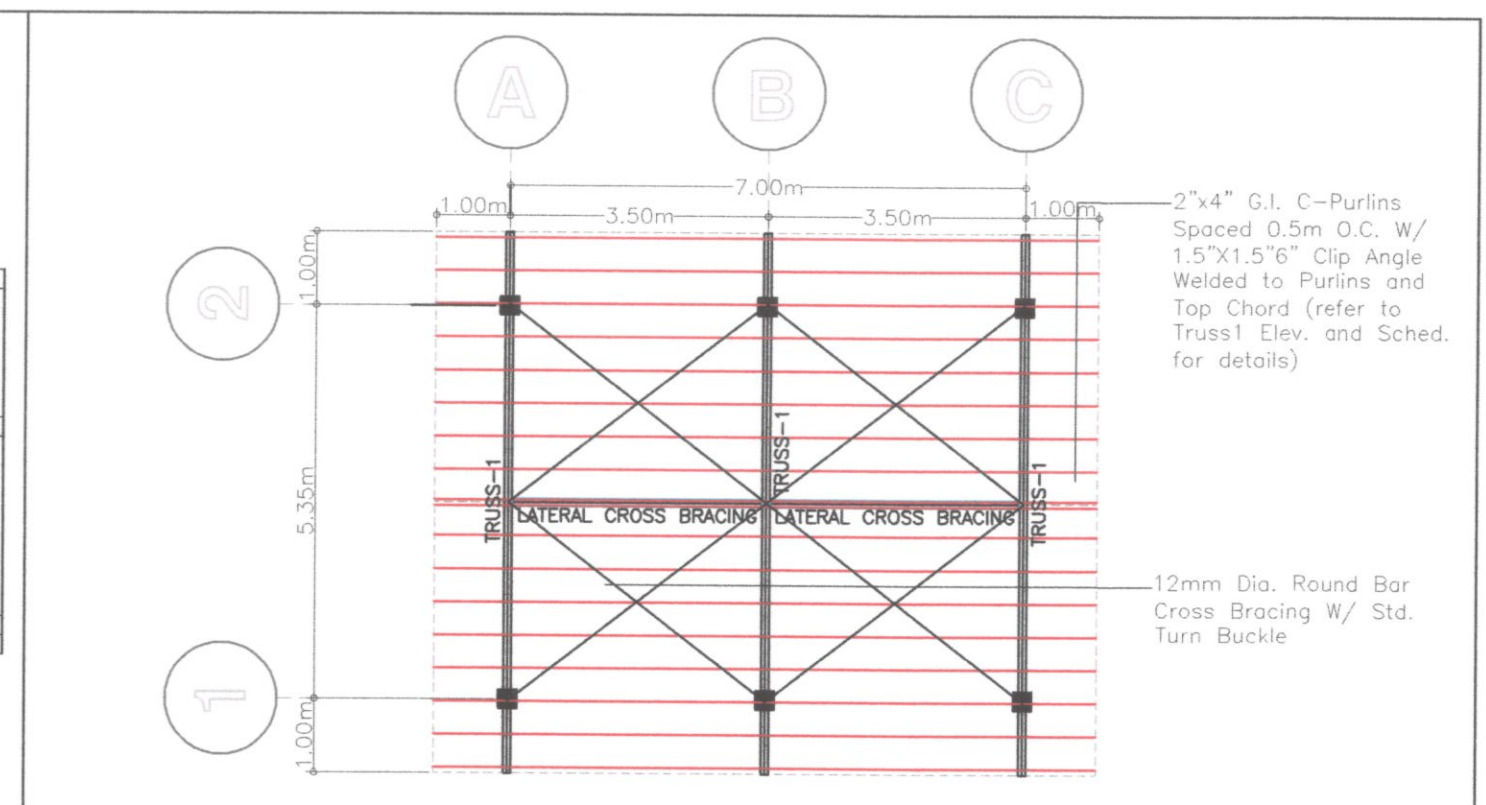 A
B
C
7.00m
1.00m
3.50m
3.50m
1.00m
2"x4" G.I. C-Purlins
Spaced 0.5m O.C. W/
1.5"X1.5"6" Clip Angle
Welded to Purlins and
Top Chord (refer to
Truss1 Elev. and Sched.
for details)
1.00m
2
5.35m
TRUSS-1
TRUSS-1
TRUSS-1
LATERAL CROSS BRACING
LATERAL CROSS BRACING
12mm Dia. Round Bar
Cross Bracing W/ Std.
Turn Buckle
1
1.00m